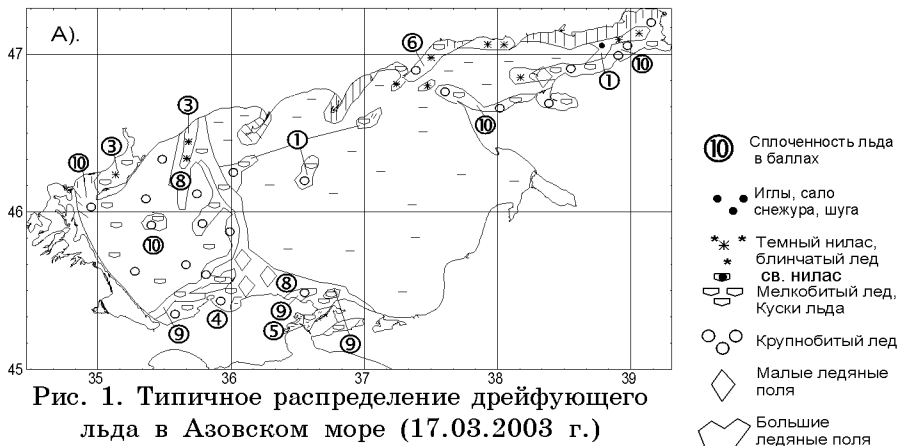 А).
47
46
45
35
36
37
38
39
6
3
3
10
8
1
10
10
1
10
8
9
4
9
5
9
10
Сплоченность льда
в баллах
Иглы, сало
снежура, шуга
Темный нилас,
блинчатый лед
св. нилас
Мелкобитый лед,
Куски льда
Крупнобитый лед
Малые ледяные
поля
Большие
ледяные поля
Рис. 1. Типичное распределение дрейфующего
льда в Азовском море (17.03.2003 г.)